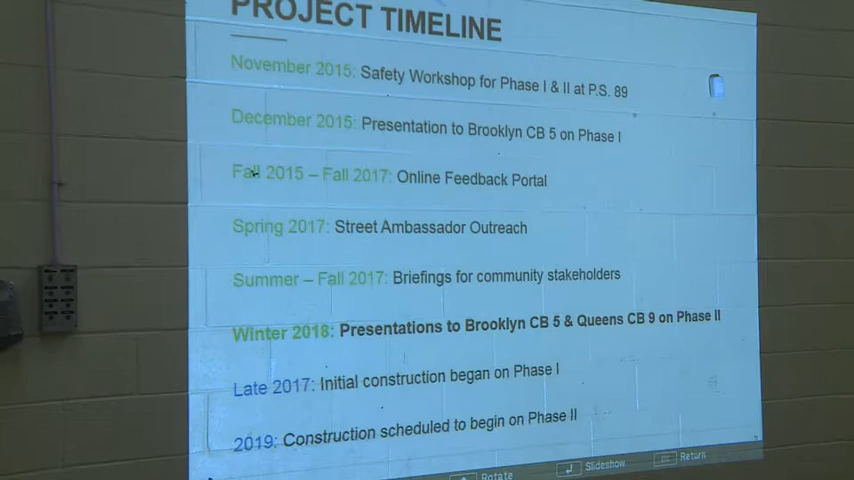 PROJECT TIMELINE
November 2015: Safety Workshop for Phase I & II at P.S. 89
December 2015: Presentation to Brooklyn CB 5 on Phase I
Fall 2015 – Fall 2017: Online Feedback Portal
Spring 2017: Street Ambassador Outreach
Summer – Fall 2017: Briefings for community stakeholders
Winter 2018: Presentations to Brooklyn CB 5 & Queens CB 9 on Phase II
Late 2017: Initial construction began on Phase I
2019: Construction scheduled to begin on Phase II
Rotate Slideshow Return